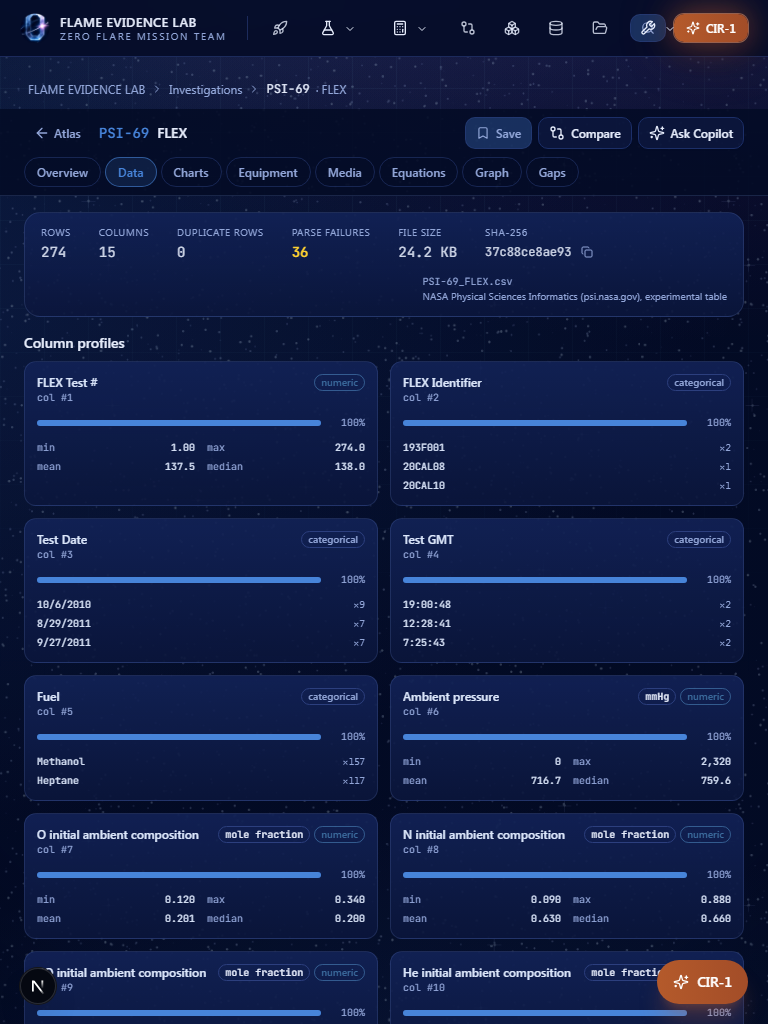 FLAME EVIDENCE LAB
ZERO FLARE MISSION TEAM
CIR-1
FLAME EVIDENCE LAB > Investigations > PSI-69 · FLEX
Atlas PSI-69 FLEX
Save Compare Ask Copilot
Overview Data Charts Equipment Media Equations Graph Gaps
ROWS COLUMNS DUPLICATE ROWS PARSE FAILURES FILE SIZE SHA-256
274 15 0 36 24.2 KB 37c88ce8ae93
PSI-69_FLEX.csv
NASA Physical Sciences Informatics (psi.nasa.gov), experimental table
Column profiles
FLEX Test # numeric
col #1
100%
min 1.00 max 274.0
mean 137.5 median 138.0
FLEX Identifier categorical
col #2
100%
193F001 ×2
20CAL08 ×1
20CAL10 ×1
Test Date categorical
col #3
100%
10/6/2010 ×9
8/29/2011 ×7
9/27/2011 ×7
Test GMT categorical
col #4
100%
19:00:48 ×2
12:28:41 ×2
7:25:43 ×2
Fuel categorical
col #5
100%
Methanol ×157
Heptane ×117
Ambient pressure mmHg numeric
col #6
100%
min 0 max 2,320
mean 716.7 median 759.6
O initial ambient composition mole fraction numeric
col #7
100%
min 0.120 max 0.340
mean 0.201 median 0.200
N initial ambient composition mole fraction numeric
col #8
100%
min 0.090 max 0.880
mean 0.630 median 0.660
initial ambient composition mole fraction numeric
#9
100%
He initial ambient composition mole
col #10
100%
N
CIR-1